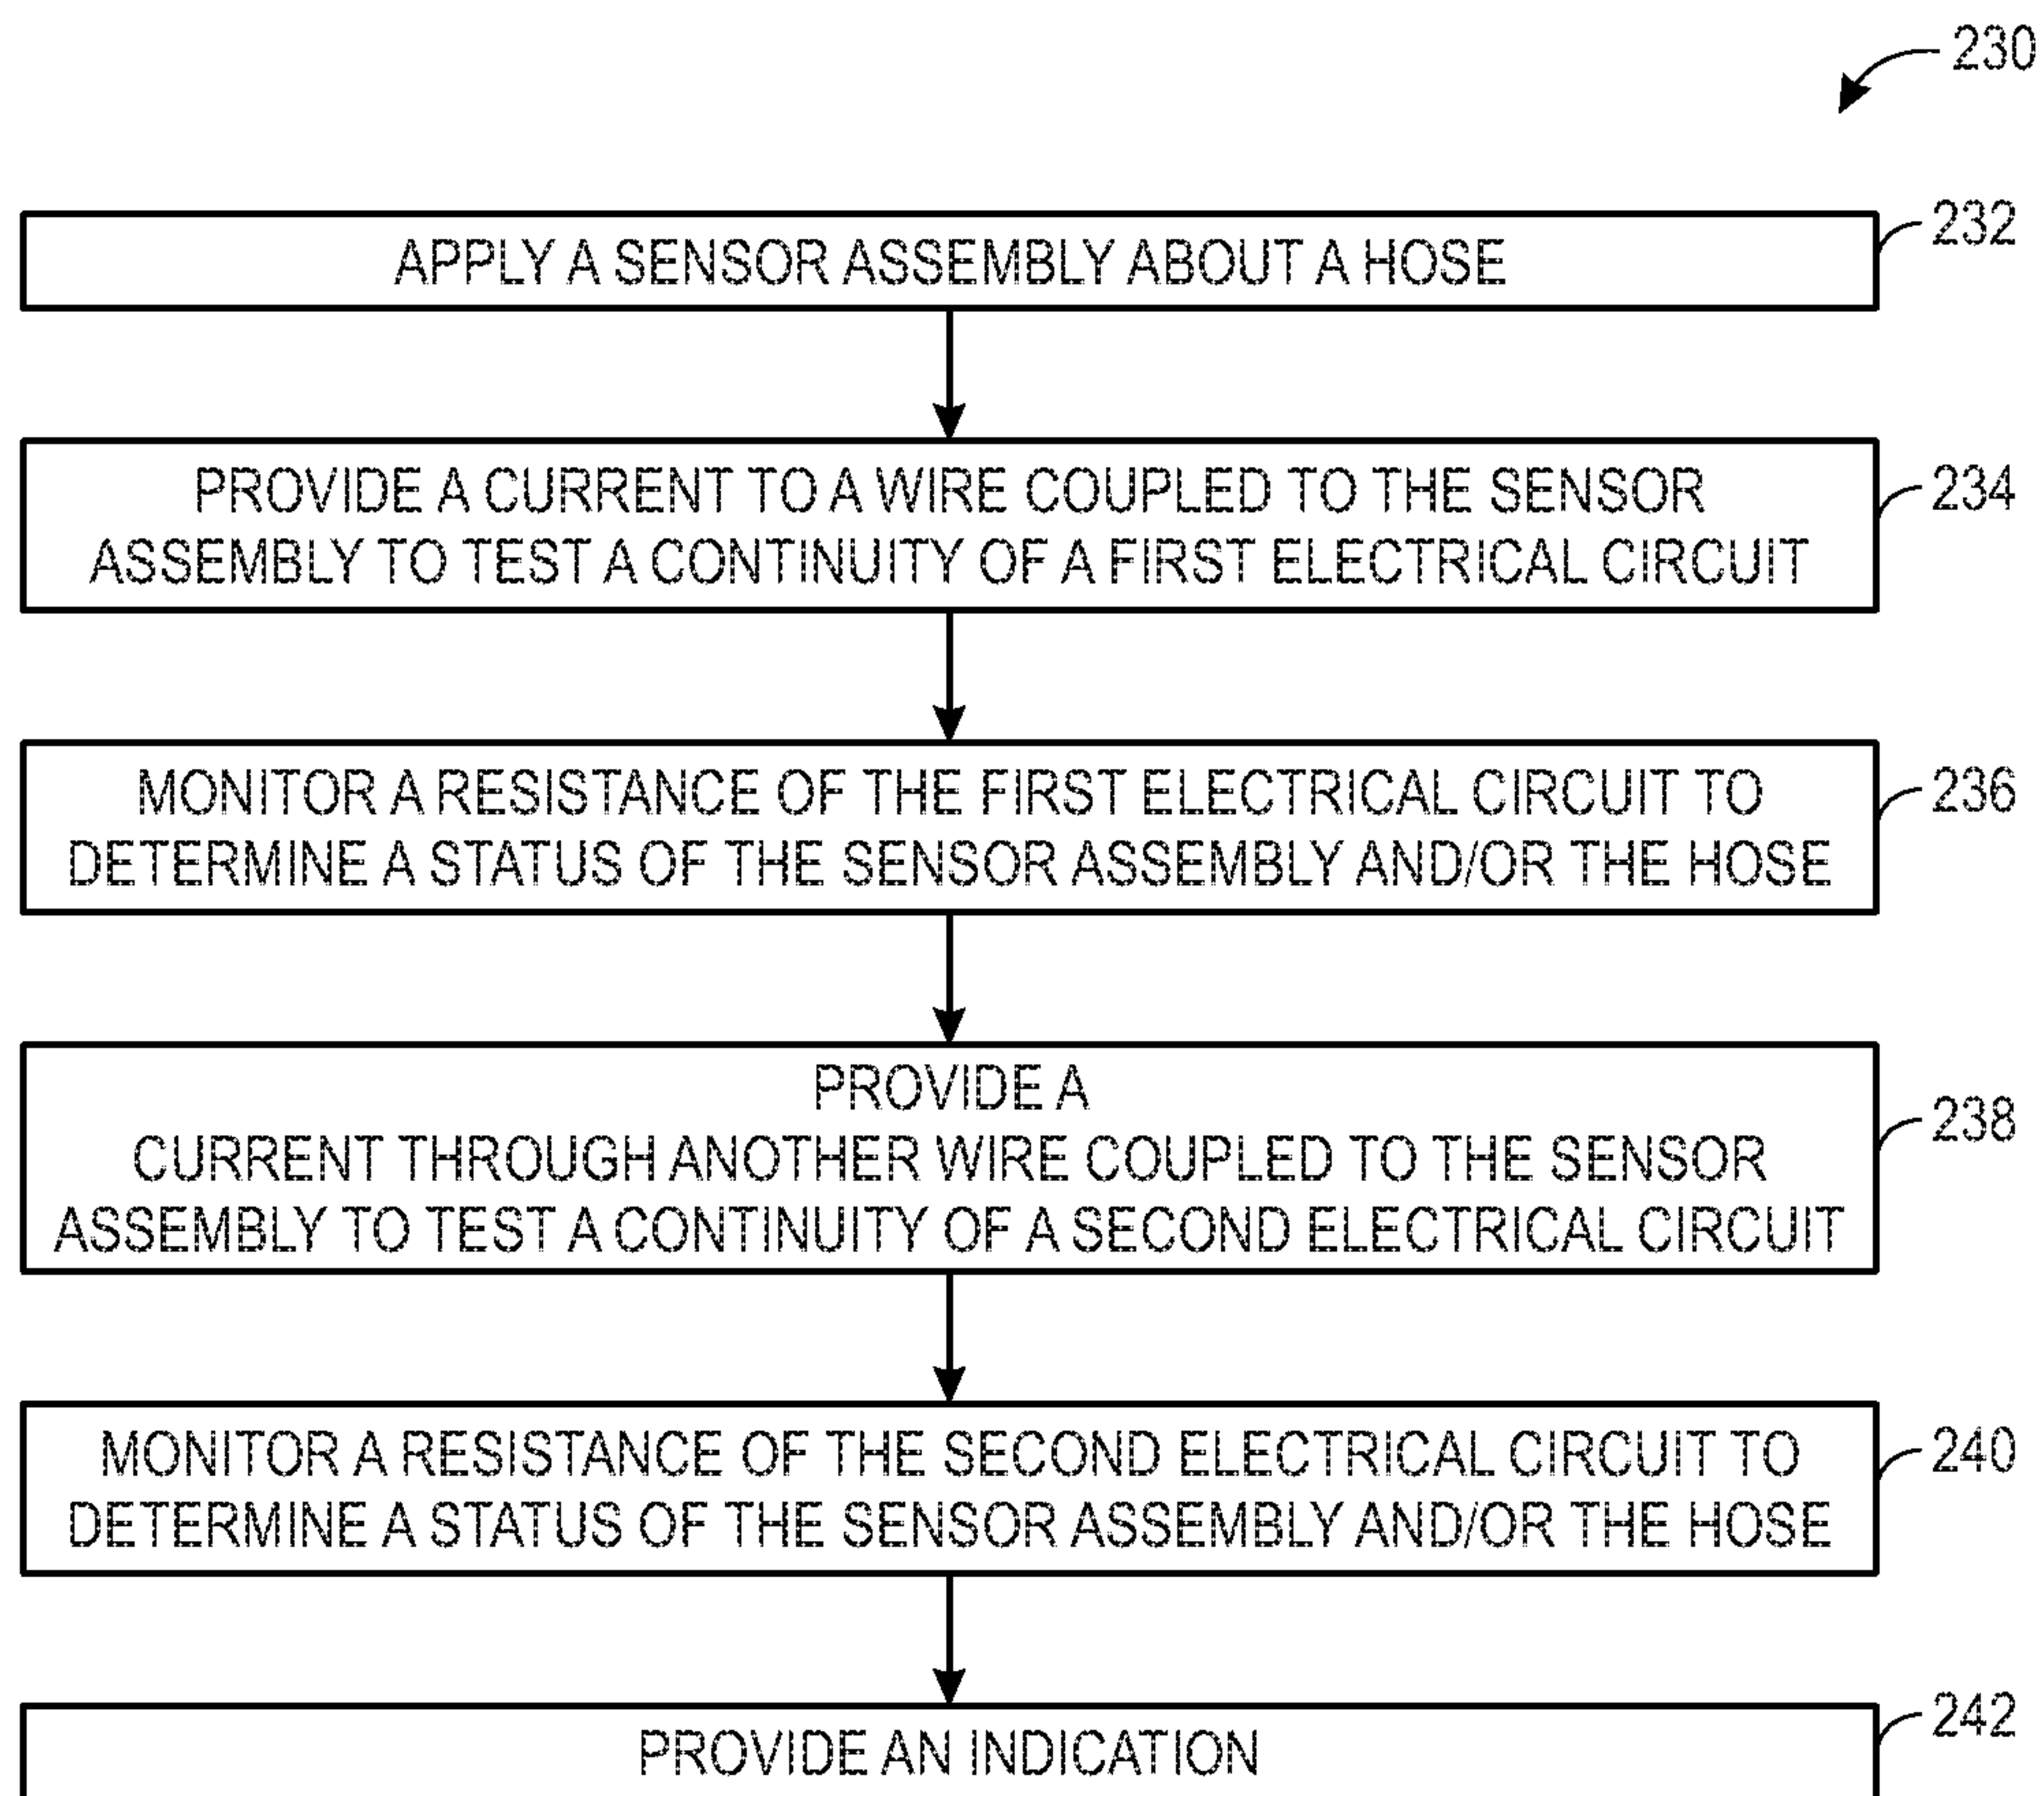 230
APPLY A SENSOR ASSEMBLY ABOUT A HOSE
232
PROVIDE A CURRENT TO A WIRE COUPLED TO THE SENSOR
ASSEMBLY TO TEST A CONTINUITY OF A FIRST ELECTRICAL CIRCUIT
234
MONITOR A RESISTANCE OF THE FIRST ELECTRICAL CIRCUIT TO
DETERMINE A STATUS OF THE SENSOR ASSEMBLY AND/OR THE HOSE
236
PROVIDE A
CURRENT THROUGH ANOTHER WIRE COUPLED TO THE SENSOR
ASSEMBLY TO TEST A CONTINUITY OF A SECOND ELECTRICAL CIRCUIT
238
MONITOR A RESISTANCE OF THE SECOND ELECTRICAL CIRCUIT TO
DETERMINE A STATUS OF THE SENSOR ASSEMBLY AND/OR THE HOSE
240
PROVIDE AN INDICATION
242